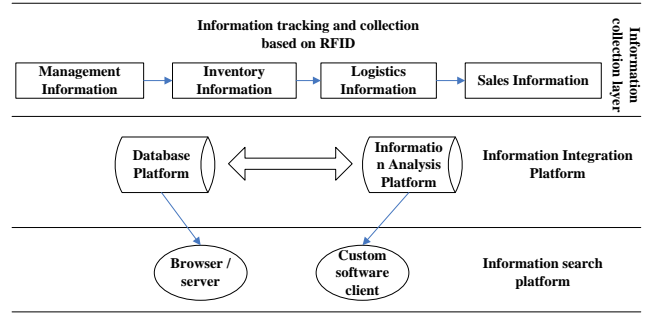 Information tracking and collection
based on RFID
Information
collection layer
Management
Information
Inventory
Information
Logistics
Information
Sales Information
Database
Platform
Informatio
n Analysis
Platform
Information Integration
Platform
Browser /
server
Custom
software
client
Information search
platform